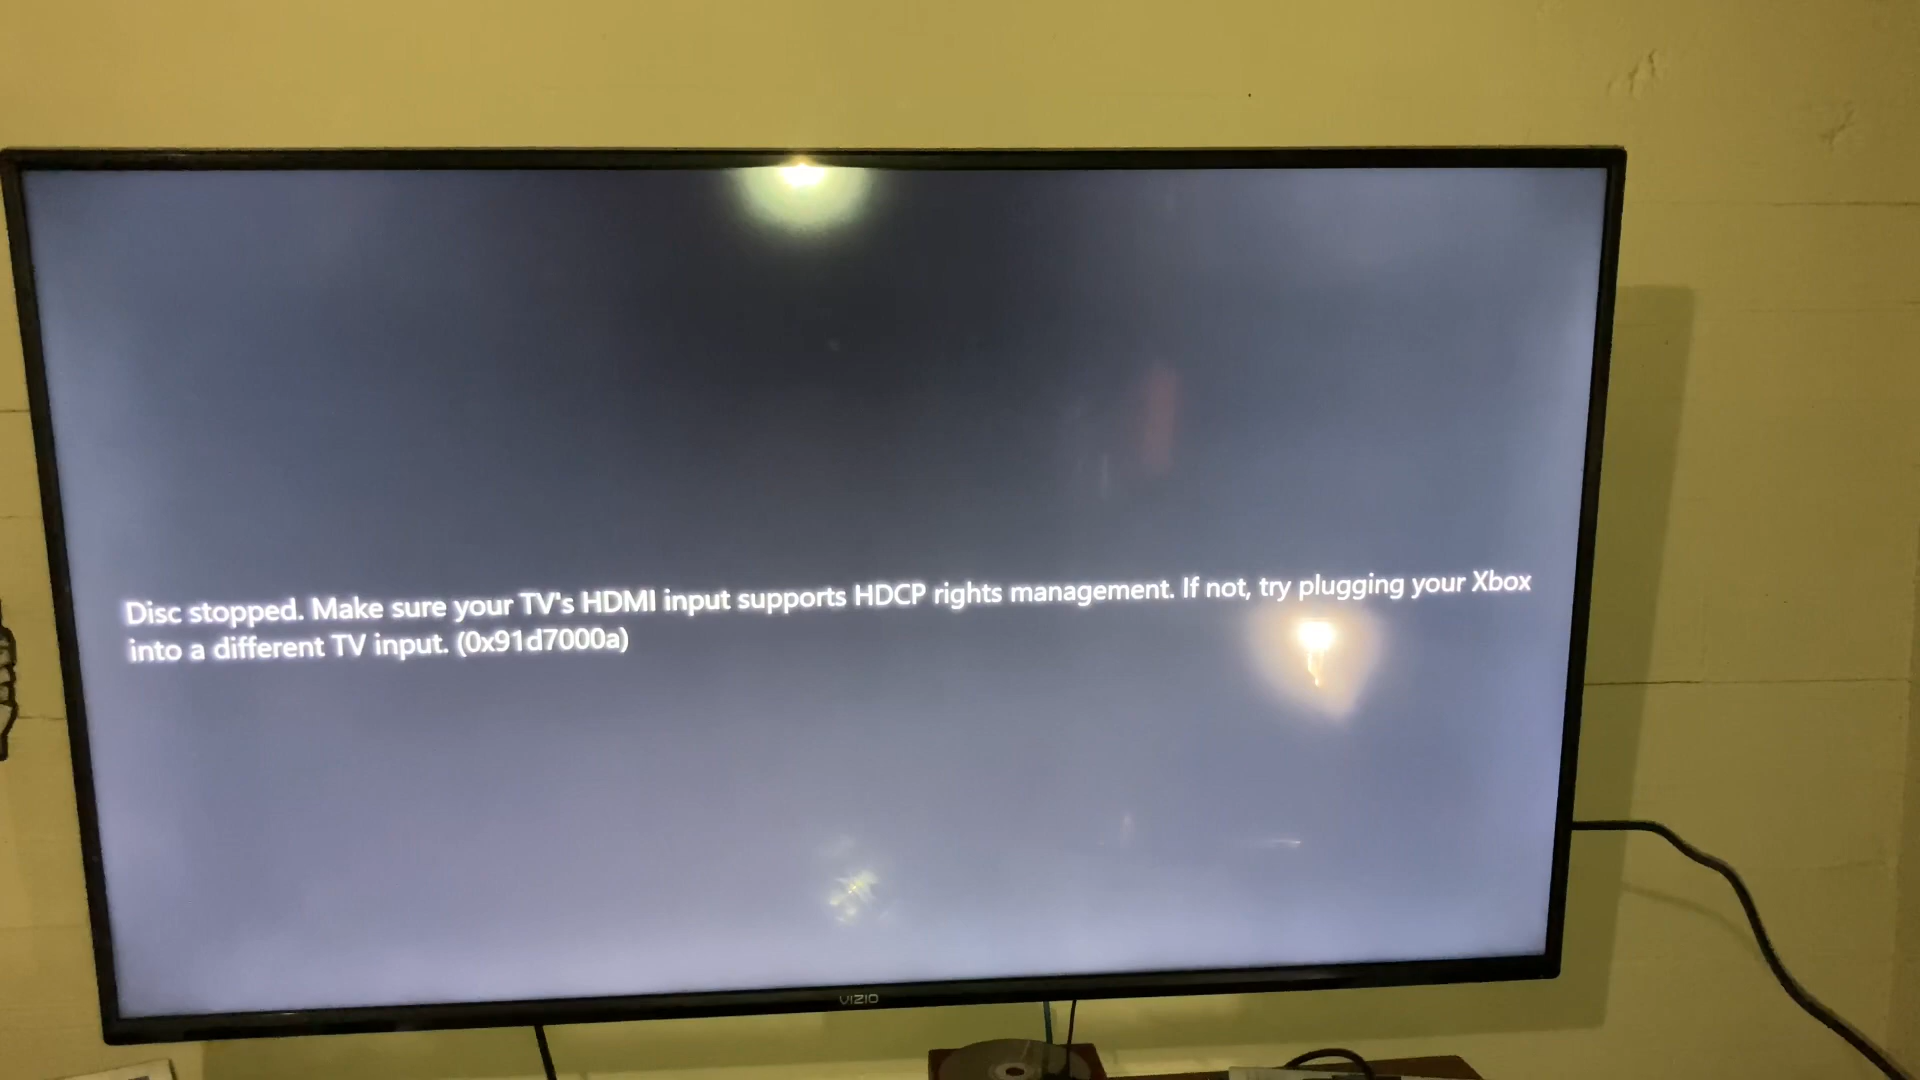 Disc stopped. Make sure your TV's HDMI input supports HDCP rights management. If not, try plugging your Xbox
into a different TV input. (0x91d7000a)
VIZIO